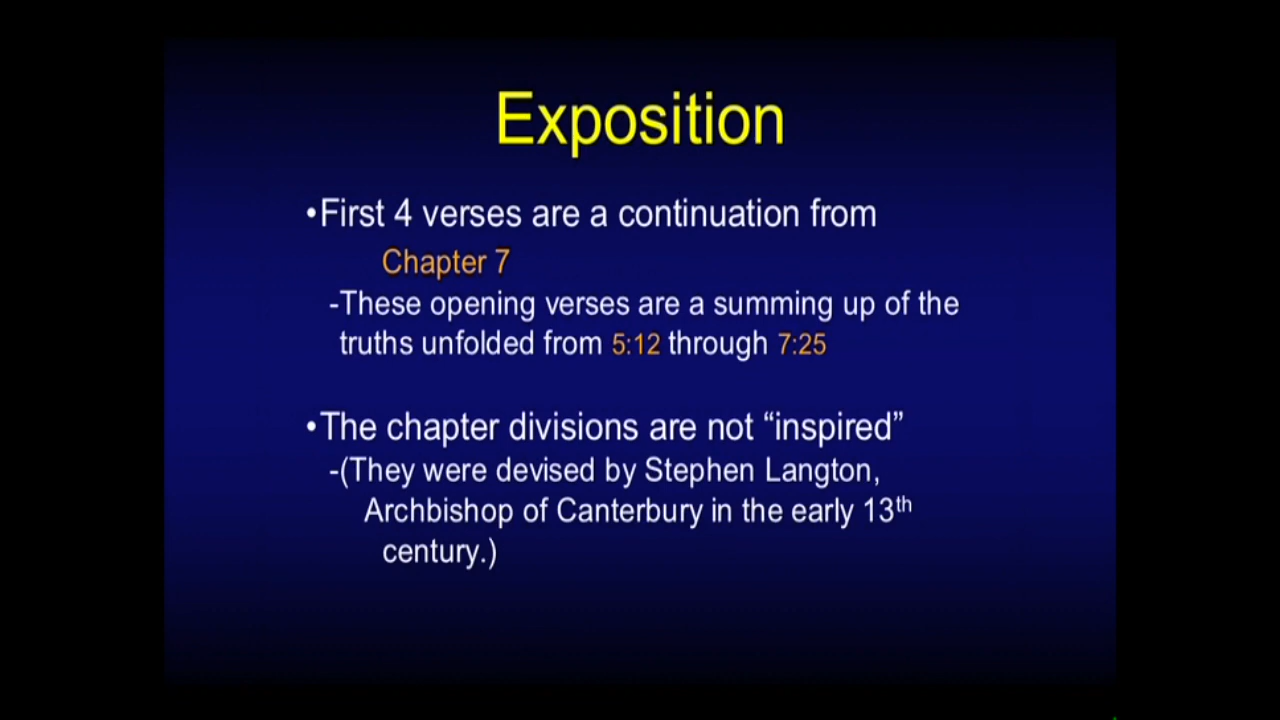 Exposition
•First 4 verses are a continuation from
Chapter 7
-These opening verses are a summing up of the
truths unfolded from 5:12 through 7:25
•The chapter divisions are not “inspired”
-(They were devised by Stephen Langton,
Archbishop of Canterbury in the early 13th
century.)